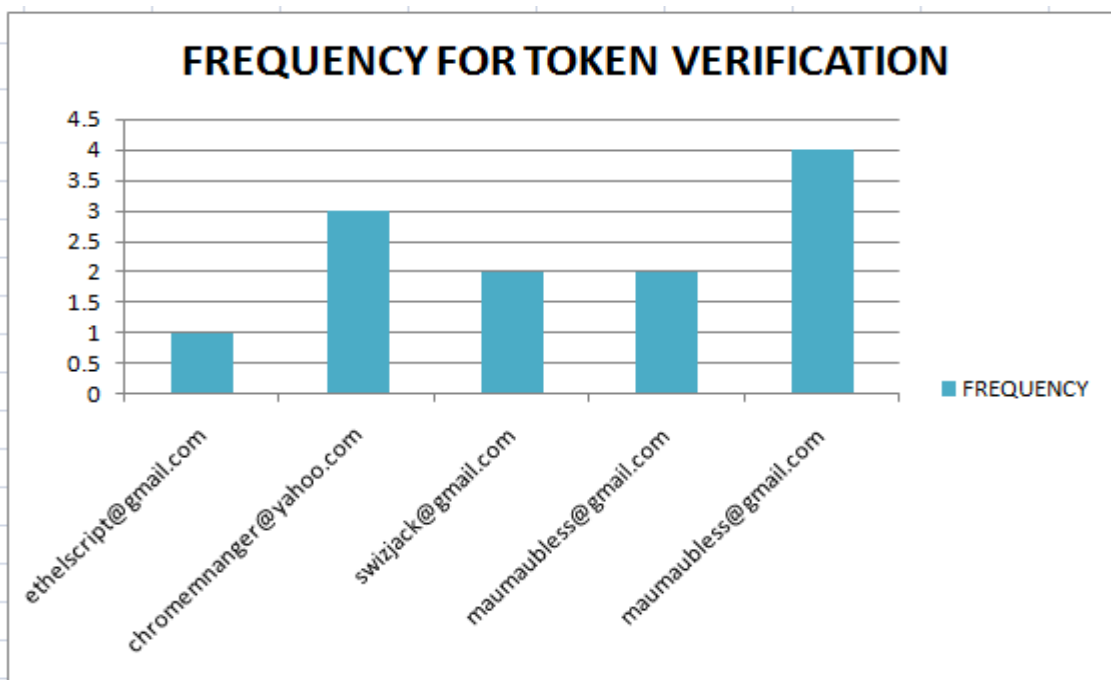 FREQUENCY FOR TOKEN VERIFICATION
4.5
4
3.5
3
2.5
2
1.5
1
0.5
0
FREQUENCY
ethelscript@gmail.com
chromemnanger@yahoo.com
swizjack@gmail.com
maumaubless@gmail.com
maumaubless@gmail.com